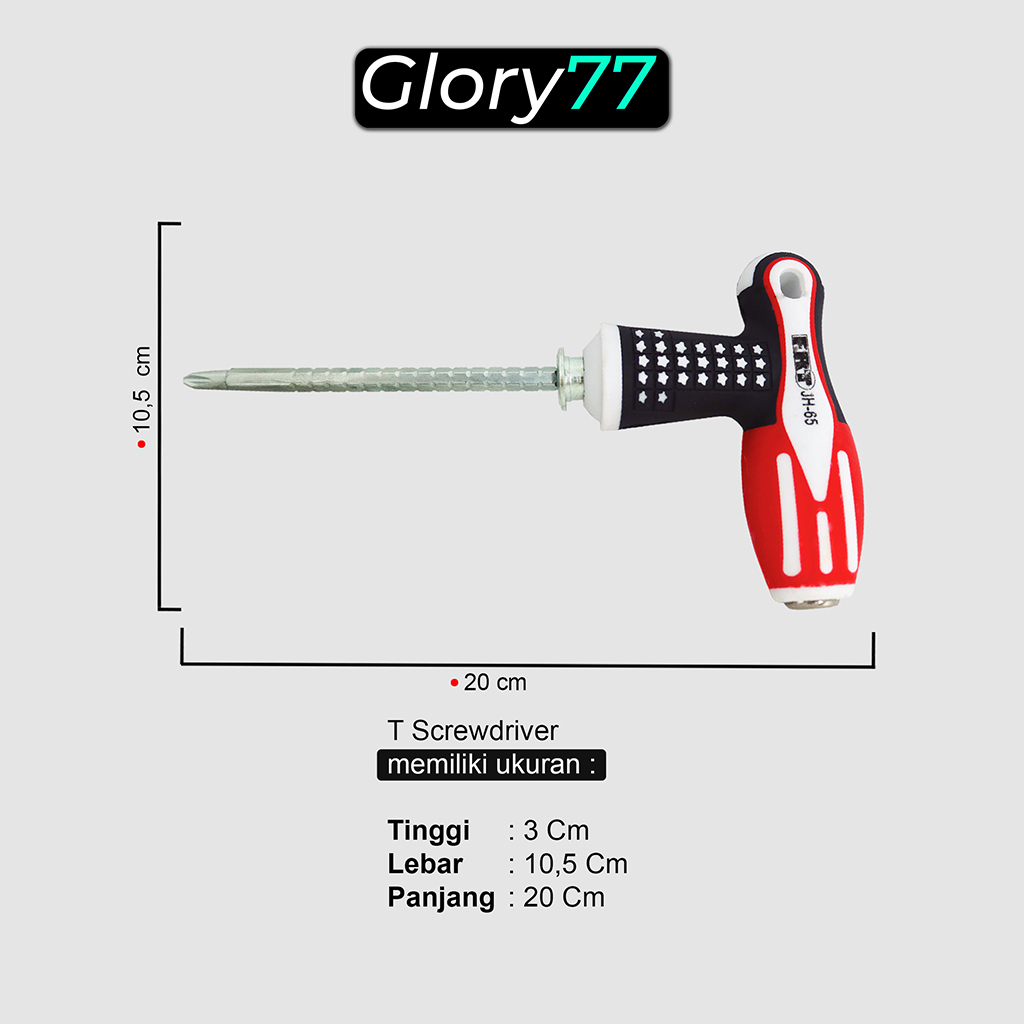 Glory77
10,5 cm
JH-65
20 cm
T Screwdriver
memiliki ukuran :
Tinggi : 3 Cm
Lebar : 10,5 Cm
Panjang : 20 Cm